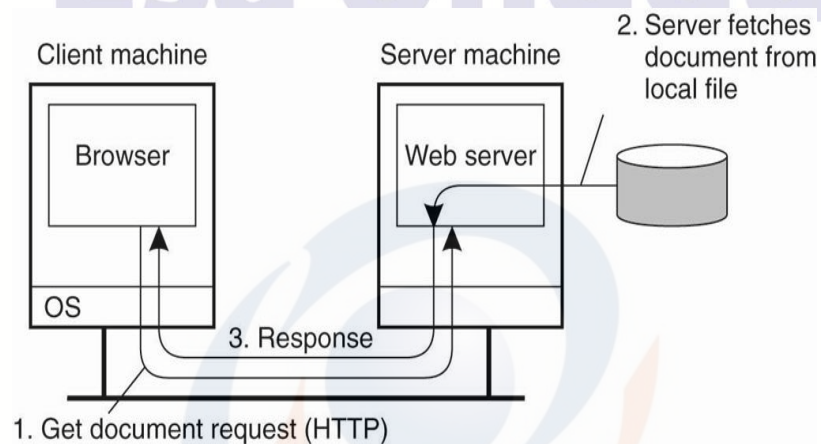 2. Server fetches
document from
local file
Client machine
Server machine
Browser
Web server
OS
3. Response
1. Get document request (HTTP)